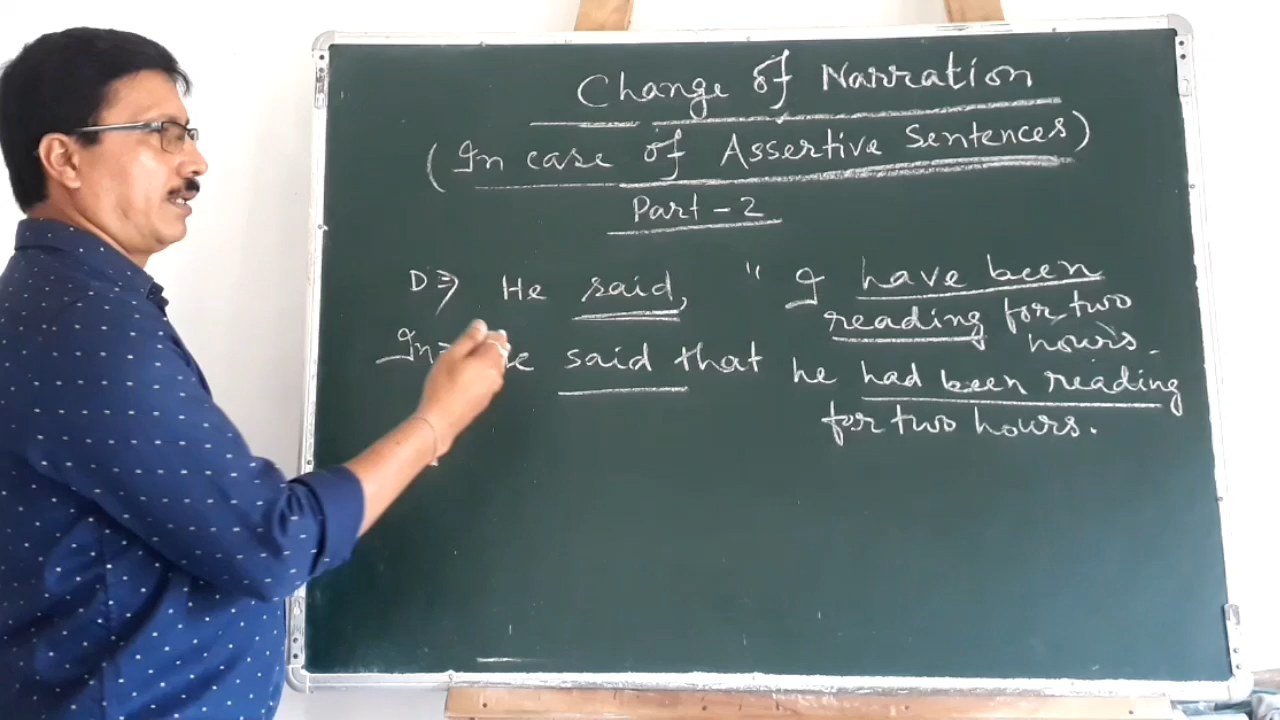 Change of Narration
(In case of Assertive Sentences)
Part - 2
D ⇒ He said, " I have been
reading for two
hours.
In said that he had been reading
for two hours.